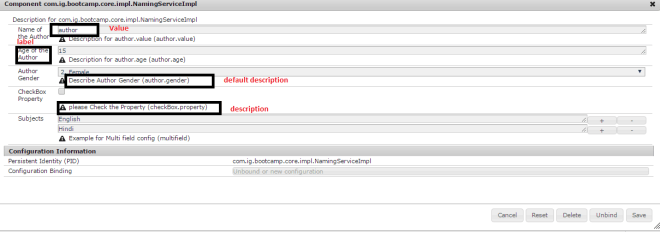 Component com.ig.bootcamp.core.impl.NamingServiceImpl
Description for com.ig.bootcamp.core.impl.NamingServiceImpl
Name of the Author
author
Value
Description for author.value (author.value)
label
Age of the Author
15
Description for author.age (author.age)
Author Gender
2. Female
Describe Author Gender (author.gender)
default description
CheckBox Property
please Check the Property (checkBox.property)
description
Subjects
English
+ -
Hindi
+ -
Example for Multi field config (multifield)
Configuration Information
Persistent Identity (PID) com.ig.bootcamp.core.impl.NamingServiceImpl
Configuration Binding Unbound or new configuration
Cancel Reset Delete Unbind Save